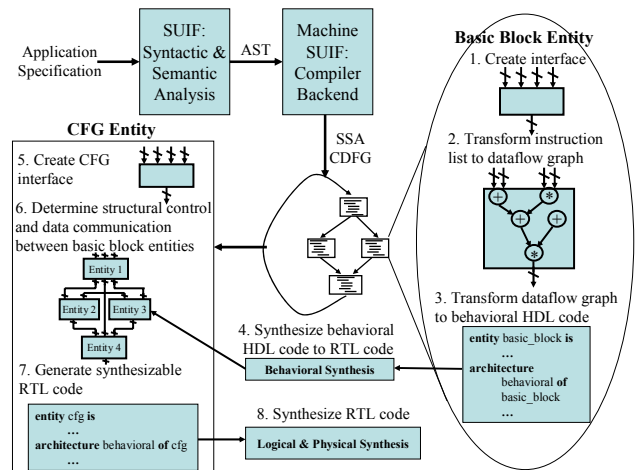 Application
Specification
SUIF:
Syntactic &
Semantic
Analysis
AST
Machine
SUIF:
Compiler
Backend
SSA
CDFG
Basic Block Entity
1. Create interface
2. Transform instruction
list to dataflow graph
+
*
+
+
*
3. Transform dataflow graph
to behavioral HDL code
entity basic_block is
...
architecture
behavioral of
basic_block
...
4. Synthesize behavioral
HDL code to RTL code
Behavioral Synthesis
CFG Entity
5. Create CFG
interface
6. Determine structural control
and data communication
between basic block entities
Entity 1
Entity 2
Entity 3
Entity 4
7. Generate synthesizable
RTL code
entity cfg is
...
architecture behavioral of cfg
...
8. Synthesize RTL code
Logical & Physical Synthesis